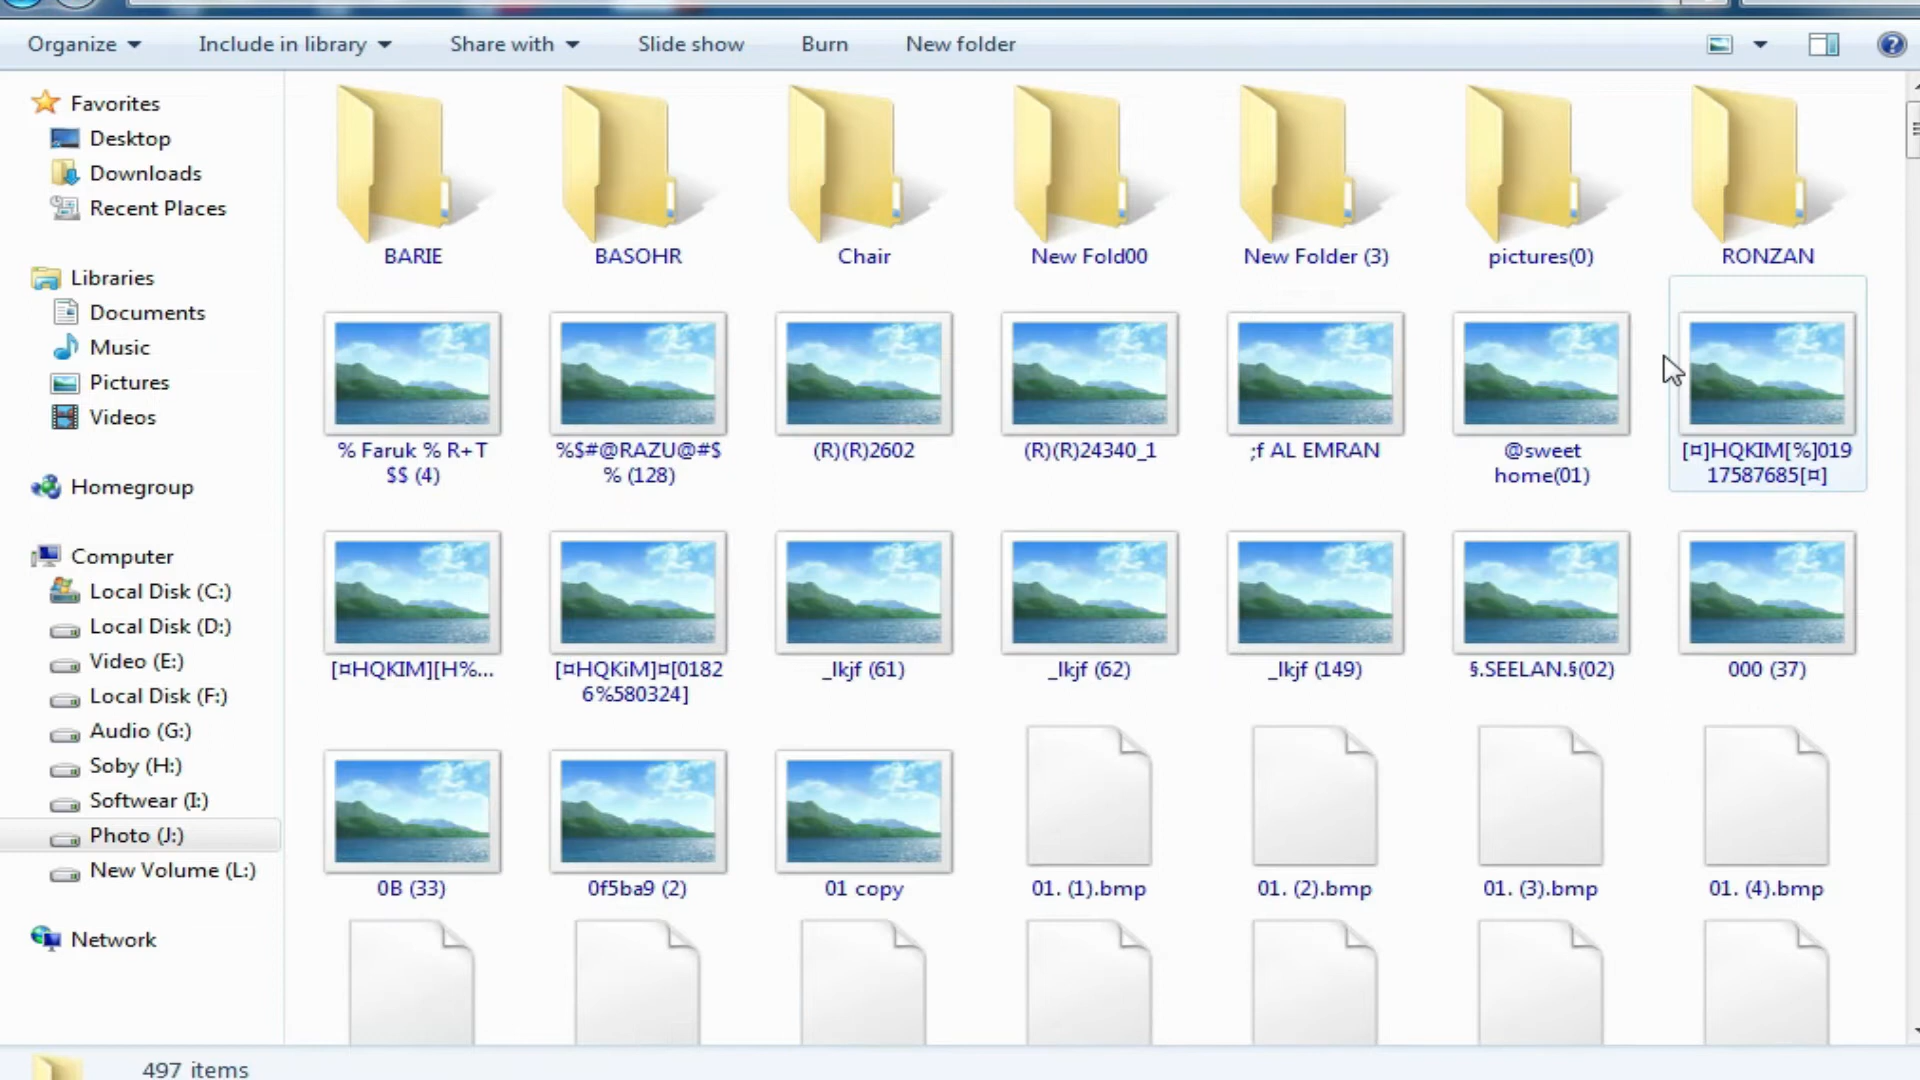 Organize
Include in library
Share with
Slide show
Burn
New folder
Favorites
Desktop
Downloads
Recent Places
Libraries
Documents
Music
Pictures
Videos
Homegroup
Computer
Local Disk (C:)
Local Disk (D:)
Video (E:)
Local Disk (F:)
Audio (G:)
Soby (H:)
Softwear (I:)
Photo (J:)
New Volume (L:)
Network
BARIE
BASOHR
Chair
New Fold00
New Folder (3)
pictures(0)
RONZAN
% Faruk % R+T
$$ (4)
%$#@RAZU@#$
% (128)
(R)(R)2602
(R)(R)24340_1
;f AL EMRAN
@sweet
home(01)
[¤]HQKIM[%]019
17587685[¤]
[¤HQKIM][H%...
[¤HQKiM]¤[0182
6%580324]
_lkjf (61)
_lkjf (62)
_lkjf (149)
§.SEELAN.§(02)
000 (37)
0B (33)
0f5ba9 (2)
01 copy
01. (1).bmp
01. (2).bmp
01. (3).bmp
01. (4).bmp
497 items